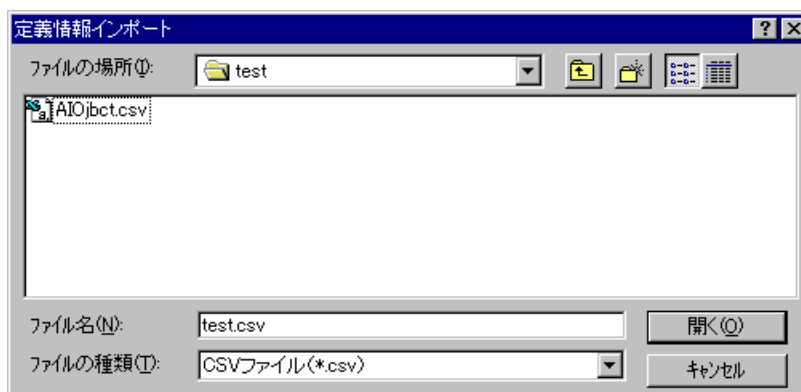 定義情報インポート
ファイルの場所(I):
test
AIOjbct.csv
ファイル名(N):
test.csv
開く(O)
ファイルの種類(T):
CSVファイル(*.csv)
キャンセル